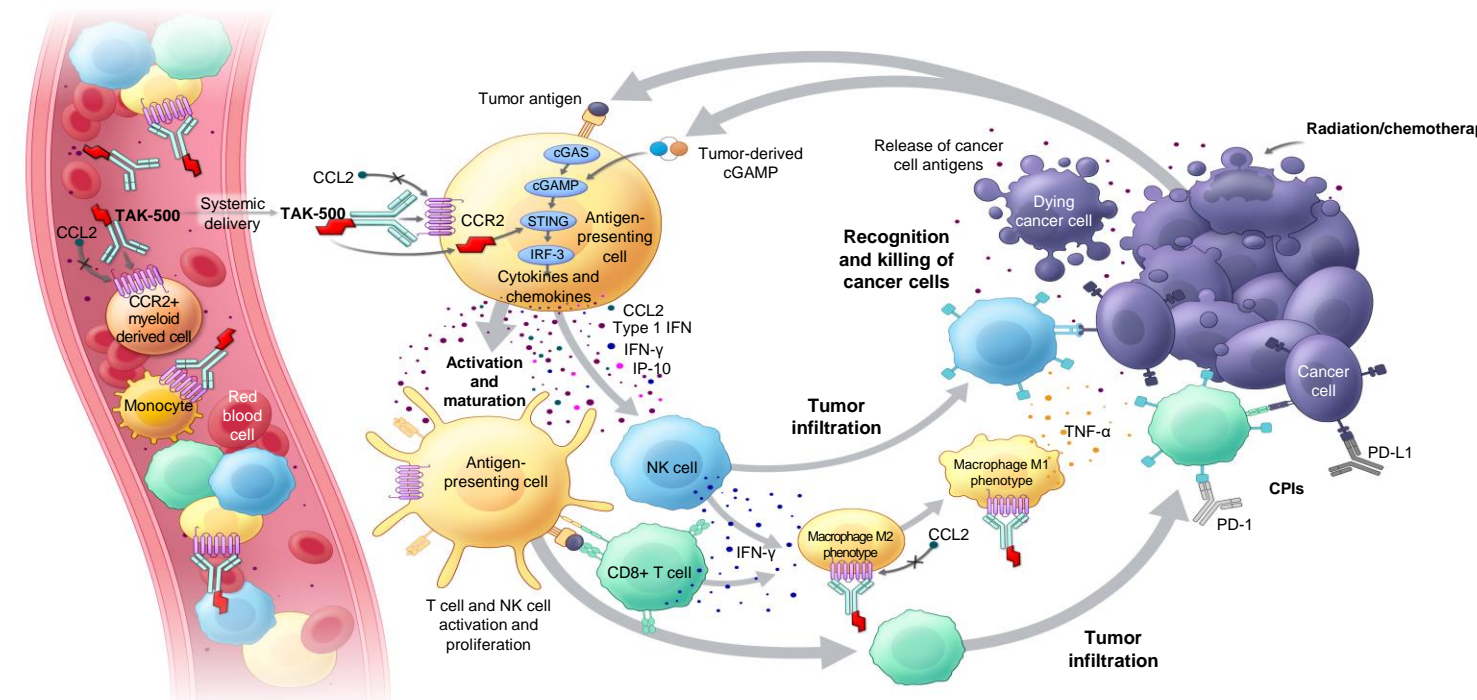 TAK-500
CCL2
CCR2+
myeloid
derived cell
Monocyte
Red
blood
cell
Systemic
delivery
TAK-500
CCL2
CCR2
Tumor antigen
cGAS
cGAMP
STING
IRF-3
Antigen-
presenting
cell
Cytokines and
chemokines
Tumor-derived
cGAMP
CCL2
Type 1 IFN
IFN-γ
IP-10
Activation
and
maturation
Antigen-
presenting cell
NK cell
CD8+ T cell
T cell and NK cell
activation and
proliferation
IFN-γ
Macrophage M2
phenotype
CCL2
Macrophage M1
phenotype
TNF-α
Tumor
infiltration
Tumor
infiltration
Recognition
and killing of
cancer cells
Release of cancer
cell antigens
Dying
cancer cell
Radiation/chemotherap
Cancer
cell
PD-L1
CPIs
PD-1